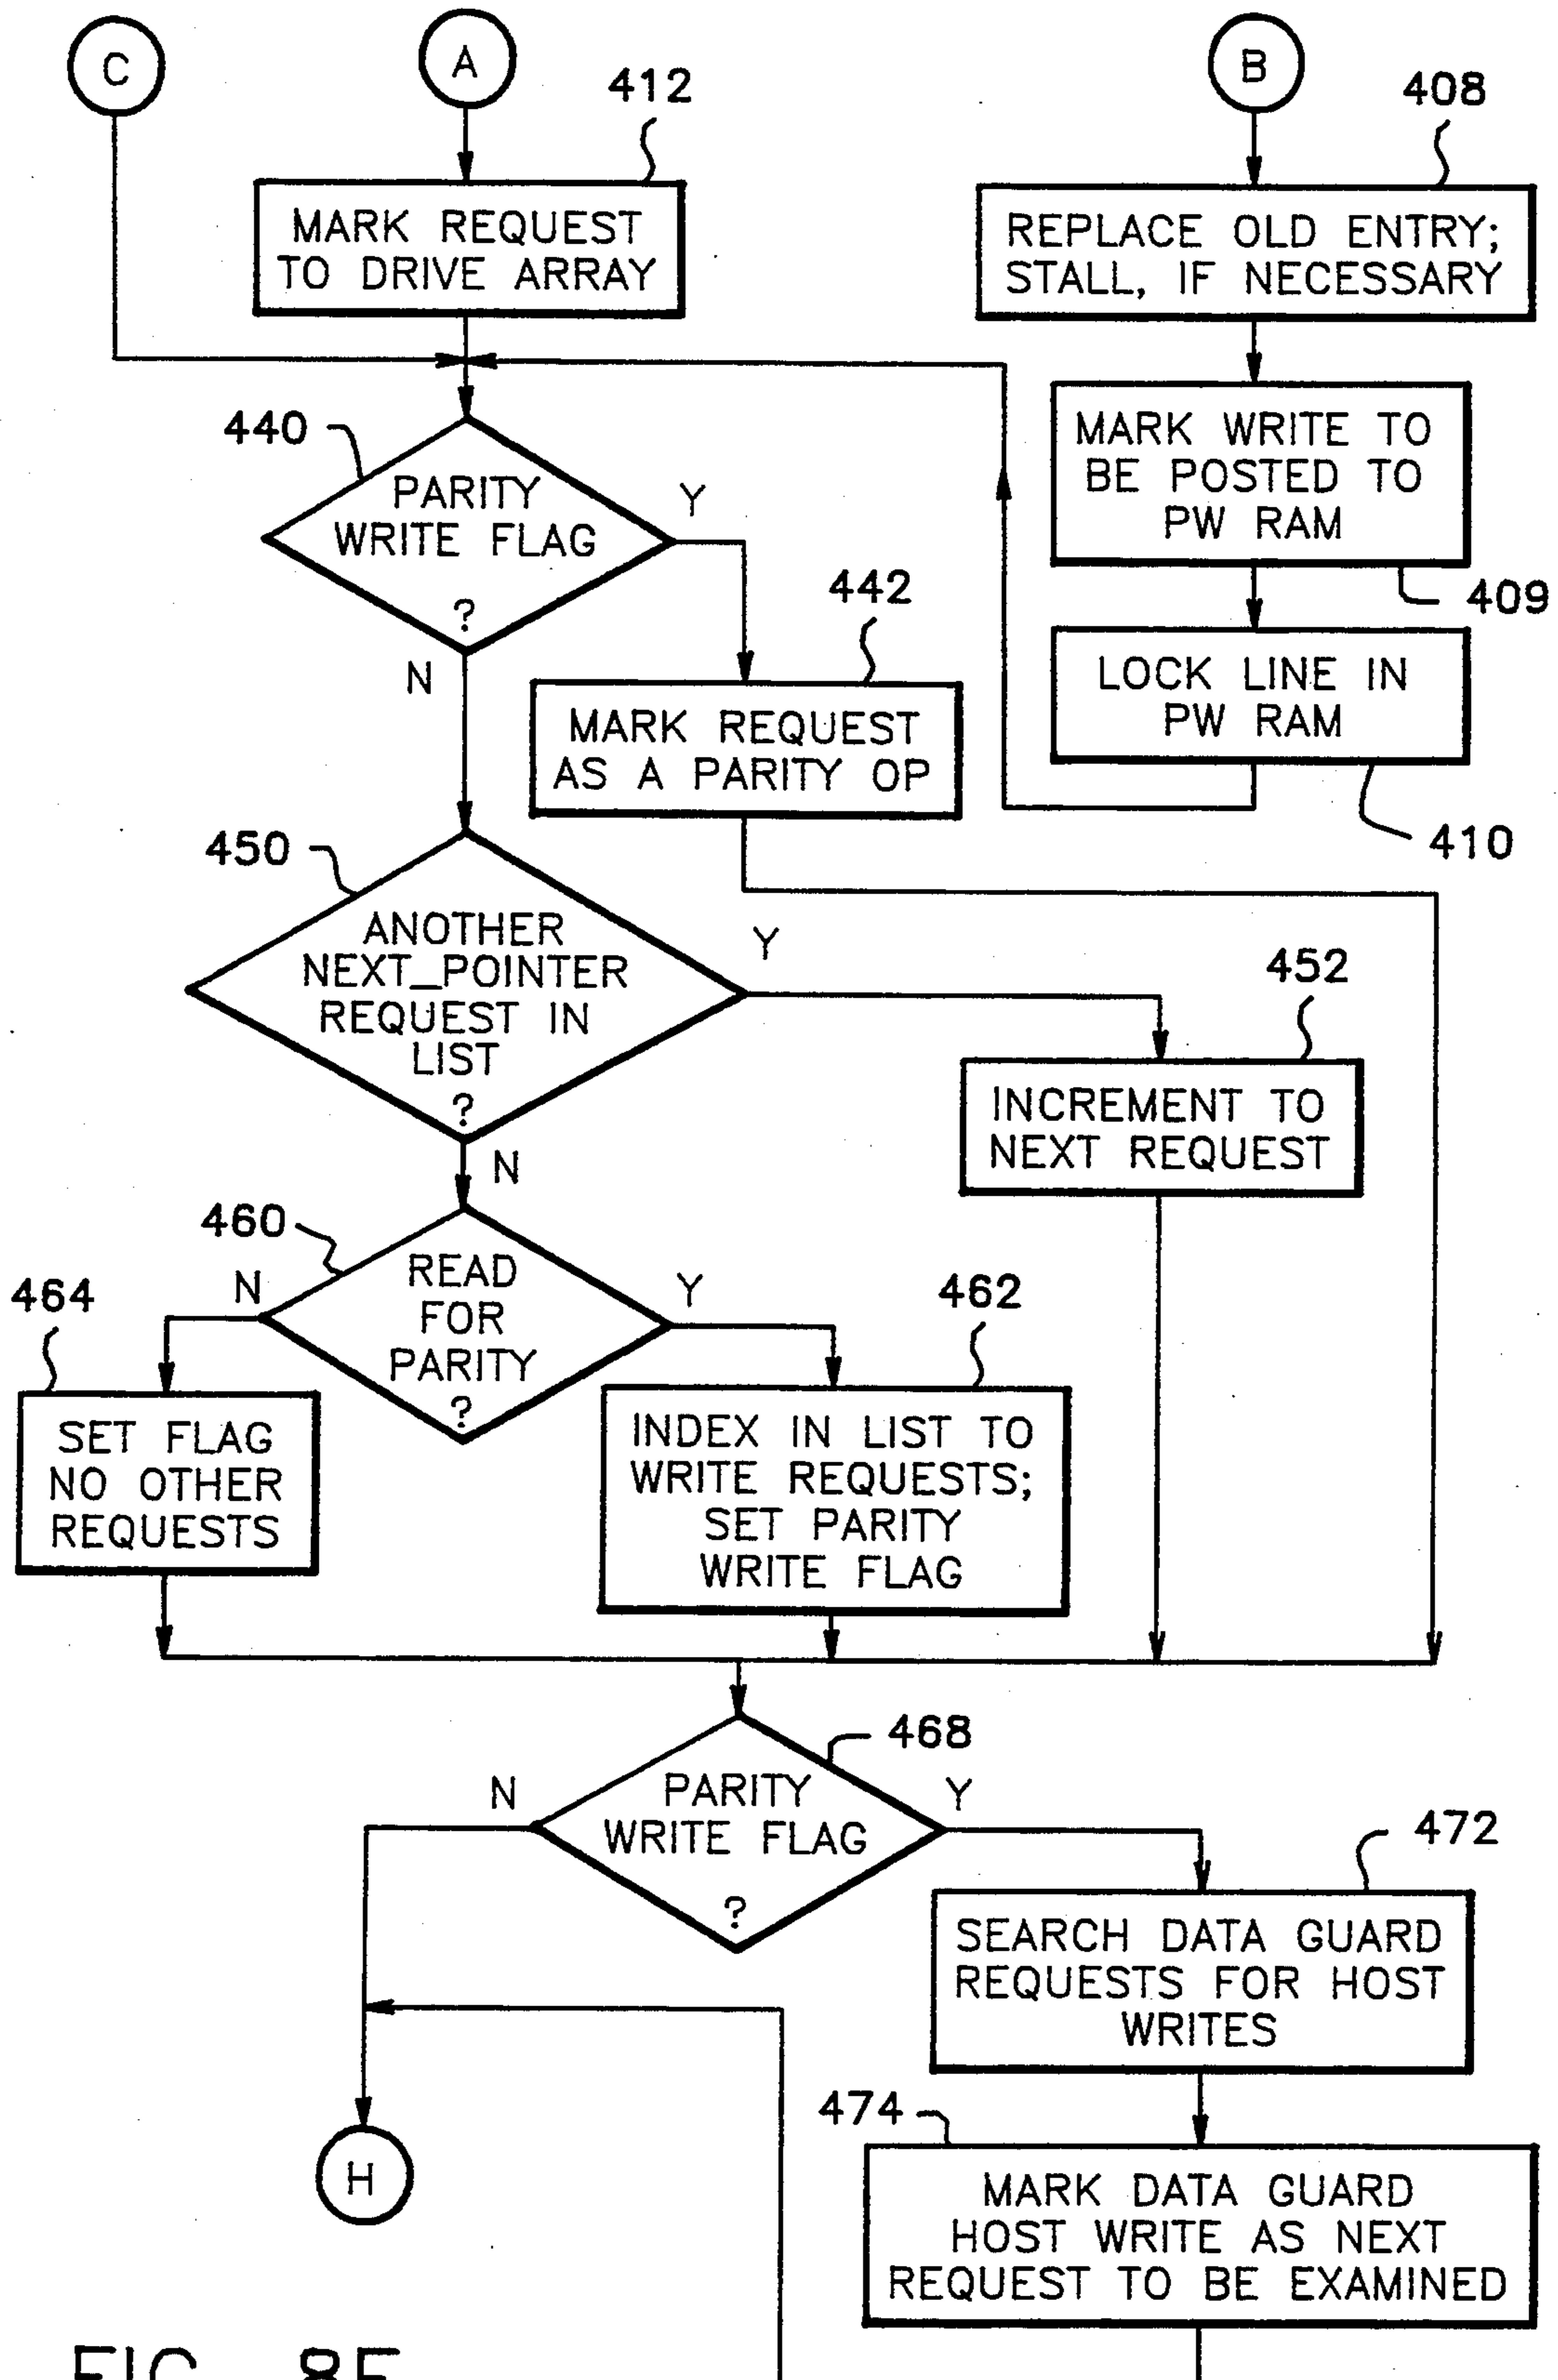 C
A
B
412
408
MARK REQUEST
TO DRIVE ARRAY
REPLACE OLD ENTRY;
STALL, IF NECESSARY
440
PARITY
WRITE FLAG
?
Y
N
MARK WRITE TO
BE POSTED TO
PW RAM
409
442
MARK REQUEST
AS A PARITY OP
LOCK LINE IN
PW RAM
410
450
ANOTHER
NEXT_POINTER
REQUEST IN
LIST
?
Y
N
452
INCREMENT TO
NEXT REQUEST
460
READ
FOR
PARITY
?
N
Y
464
SET FLAG
NO OTHER
REQUESTS
462
INDEX IN LIST TO
WRITE REQUESTS;
SET PARITY
WRITE FLAG
468
PARITY
WRITE FLAG
?
N
Y
472
SEARCH DATA GUARD
REQUESTS FOR HOST
WRITES
474
MARK DATA GUARD
HOST WRITE AS NEXT
REQUEST TO BE EXAMINED
H